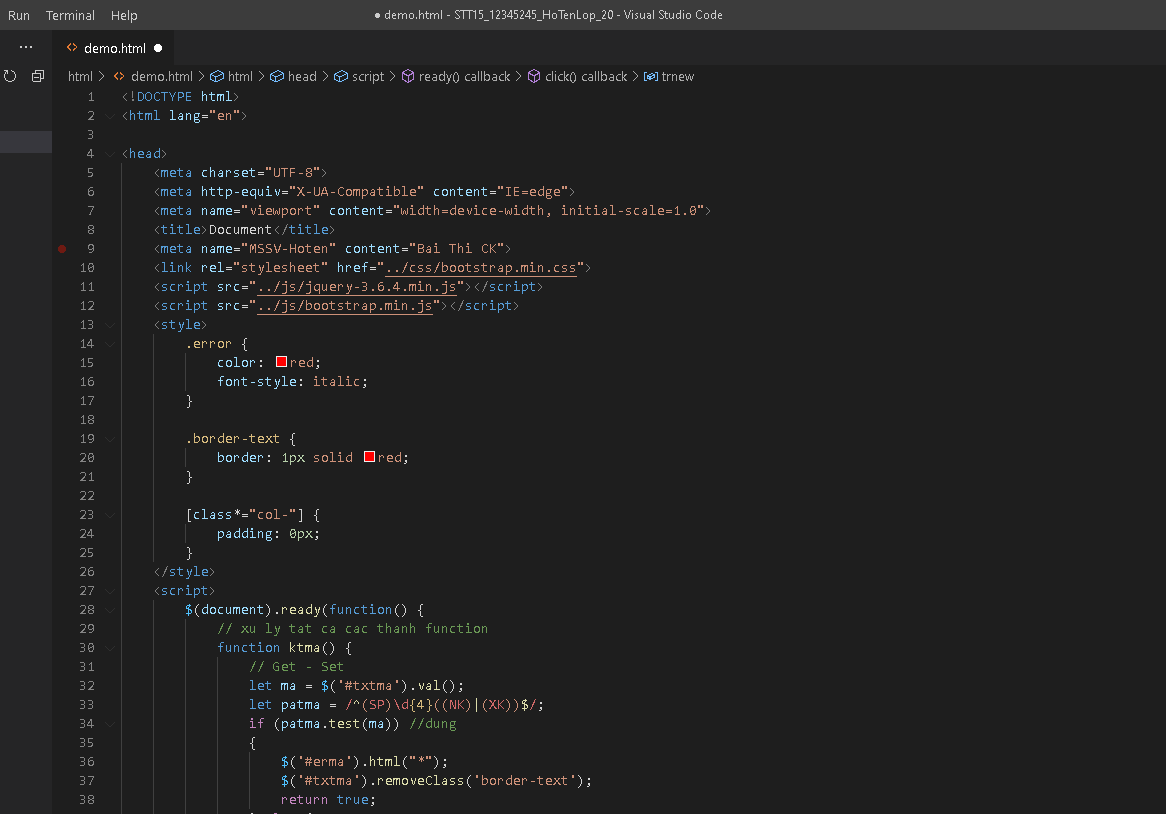 Run Terminal Help ● demo.html - STT15_12345245_HoTenLop_20 - Visual Studio Code
··· <> demo.html ●
html > <> demo.html > html > head > script > ready() callback > click() callback > trnew
1 <!DOCTYPE html>
2 <html lang="en">
3
4 <head>
5 <meta charset="UTF-8">
6 <meta http-equiv="X-UA-Compatible" content="IE=edge">
7 <meta name="viewport" content="width=device-width, initial-scale=1.0">
8 <title>Document</title>
9 <meta name="MSSV-Hoten" content="Bai Thi CK">
10 <link rel="stylesheet" href="../css/bootstrap.min.css">
11 <script src="../js/jquery-3.6.4.min.js"></script>
12 <script src="../js/bootstrap.min.js"></script>
13 <style>
14 .error {
15 color: red;
16 font-style: italic;
17 }
18
19 .border-text {
20 border: 1px solid red;
21 }
22
23 [class*="col-"] {
24 padding: 0px;
25 }
26 </style>
27 <script>
28 $(document).ready(function() {
29 // xu ly tat ca cac thanh function
30 function ktma() {
31 // Get - Set
32 let ma = $('#txtma').val();
33 let patma = /^(SP)\d{4}((NK)|(XK))$/;
34 if (patma.test(ma)) //dung
35 {
36 $('#erma').html("*");
37 $('#txtma').removeClass('border-text');
38 return true;